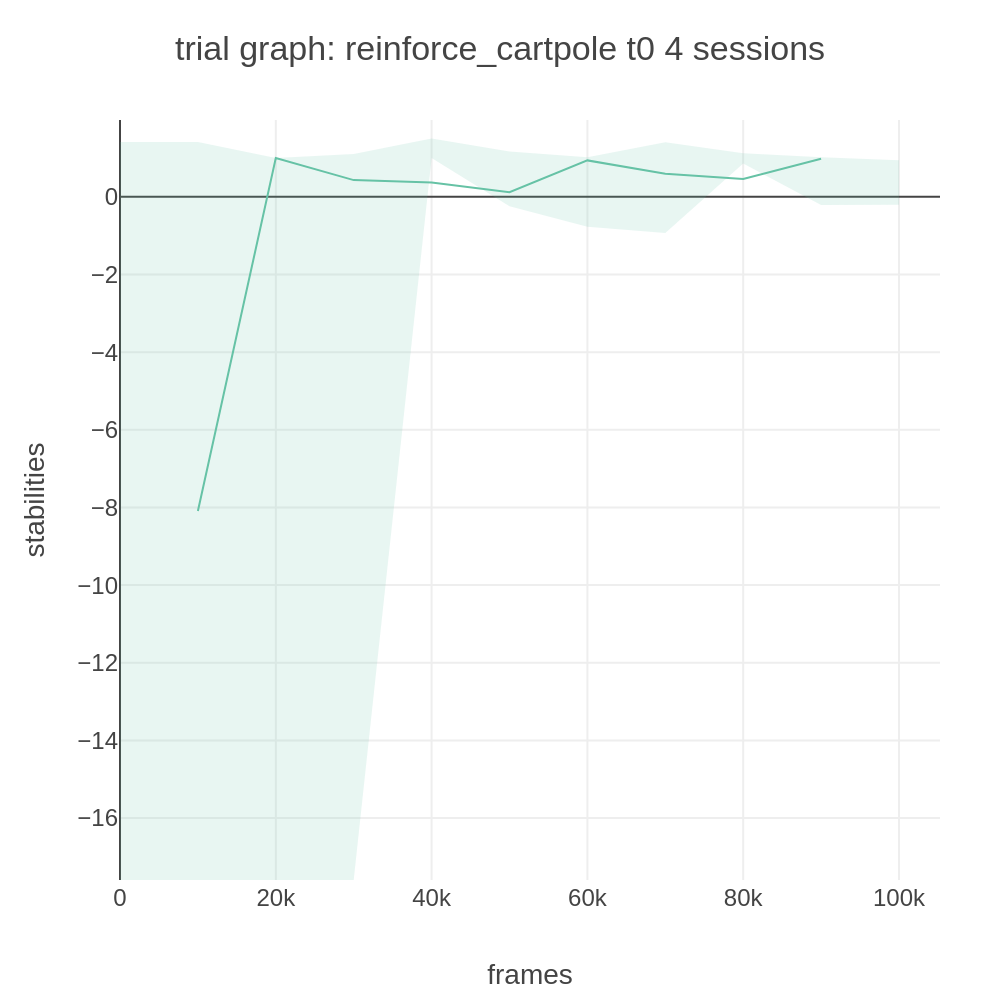 trial graph: reinforce_cartpole t0 4 sessions
stabilities
0
−2
−4
−6
−8
−10
−12
−14
−16
0 20k 40k 60k 80k 100k
frames